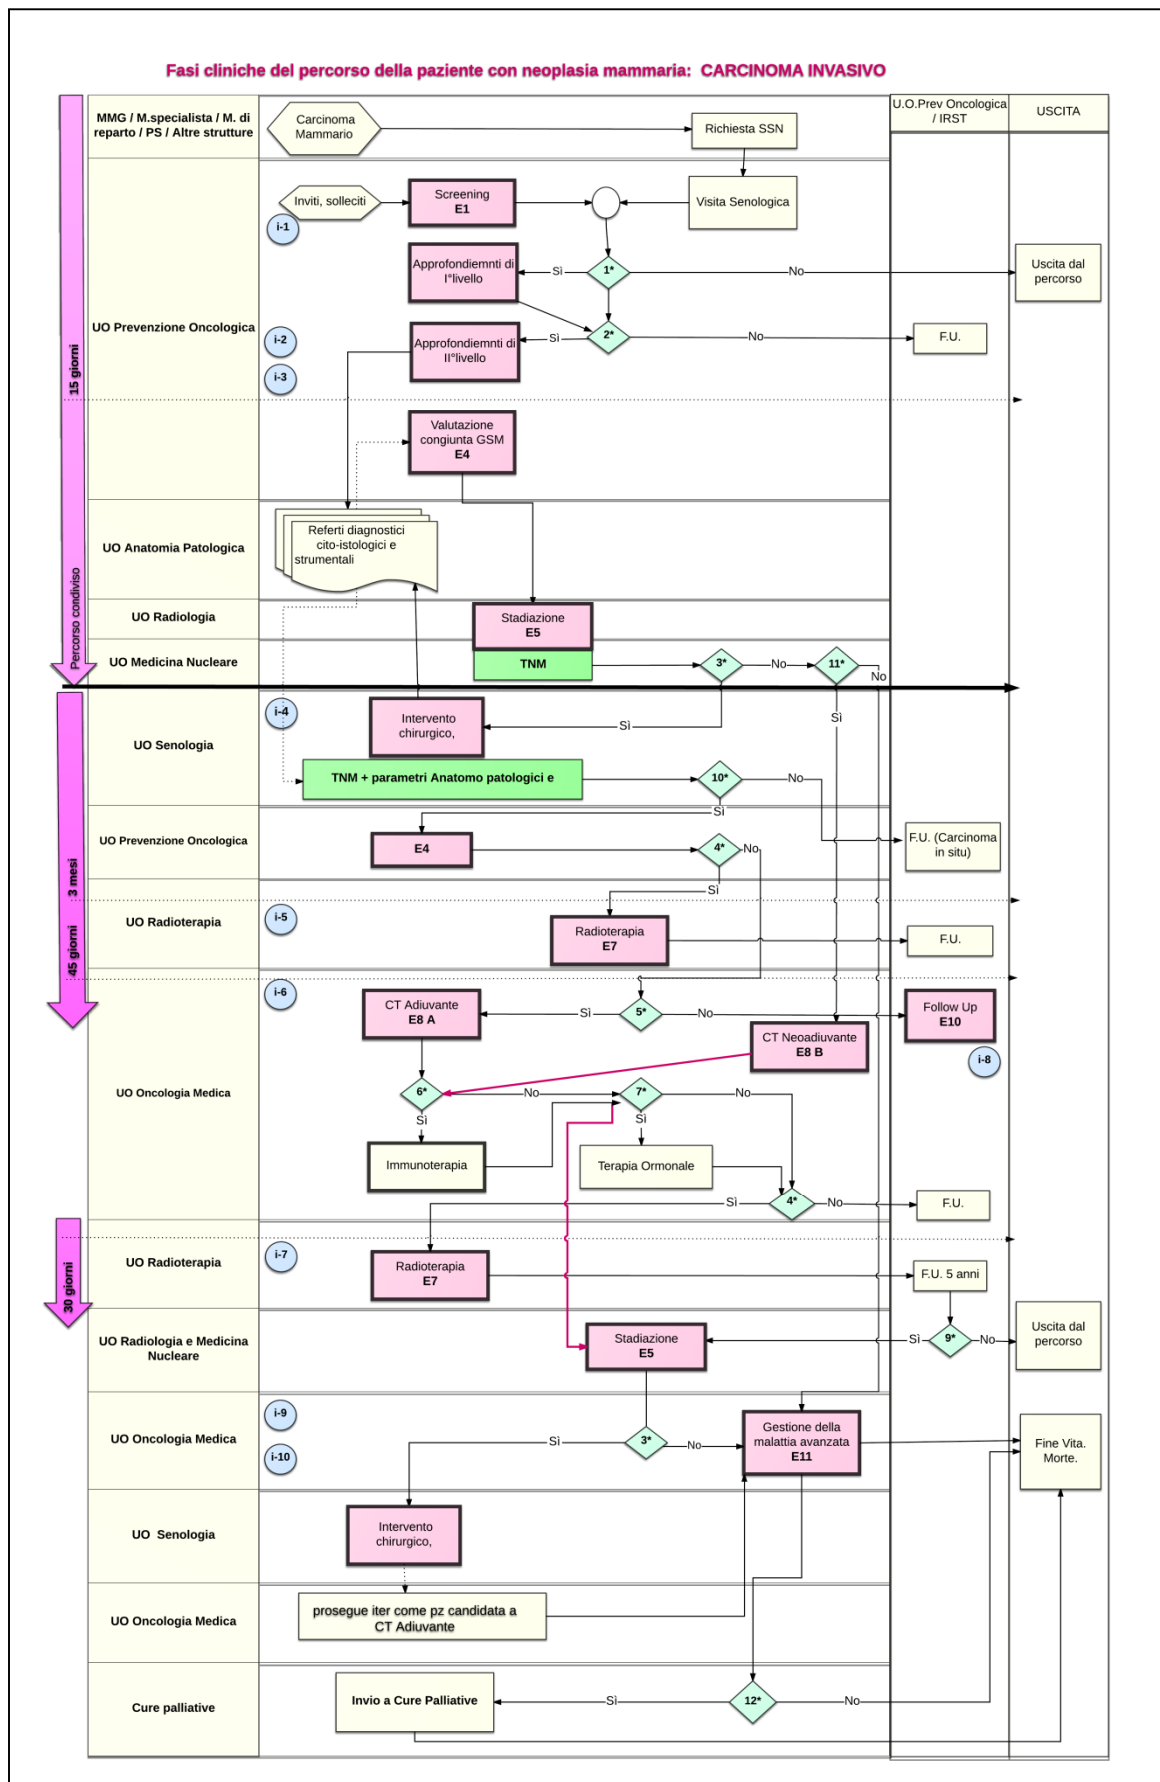 Fasi cliniche del percorso della paziente con neoplasia mammaria:  CARCINOMA INVASIVO
MMG / M.specialista / M. di
reparto / PS / Altre strutture
Carcinoma
Mammario
Richiesta SSN
U.O.Prev Oncologica
/ IRST
USCITA
Inviti, solleciti
i-1
Screening
E1
Visita Senologica
Approfondiemnti di
I°livello
Sì
1*
No
Uscita dal
percorso
UO Prevenzione Oncologica
i-2
i-3
Approfondiemnti di
II°livello
Sì
2*
No
F.U.
15 giorni
Valutazione
congiunta GSM
E4
UO Anatomia Patologica
Referti diagnostici
cito-istologici e
strumentali
Percorso condiviso
UO Radiologia
Stadiazione
E5
UO Medicina Nucleare
TNM
3*
No
11*
No
UO Senologia
i-4
Intervento
chirurgico,
Sì
Sì
TNM + parametri Anatomo patologici e
10*
No
Sì
UO Prevenzione Oncologica
E4
4*
No
F.U. (Carcinoma
in situ)
Sì
3 mesi
UO Radioterapia
i-5
Radioterapia
E7
F.U.
45 giorni
UO Oncologia Medica
i-6
CT Adiuvante
E8 A
Sì
5*
No
Follow Up
E10
CT Neoadiuvante
E8 B
i-8
6*
No
7*
No
Sì
Sì
Immunoterapia
Terapia Ormonale
Sì
4*
No
F.U.
30 giorni
UO Radioterapia
i-7
Radioterapia
E7
F.U. 5 anni
UO Radiologia e Medicina
Nucleare
Stadiazione
E5
Sì
9*
No
Uscita dal
percorso
UO Oncologia Medica
i-9
i-10
Sì
3*
No
Gestione della
malattia avanzata
E11
Fine Vita.
Morte.
UO  Senologia
Intervento
chirurgico,
UO Oncologia Medica
prosegue iter come pz candidata a
CT Adiuvante
Cure palliative
Invio a Cure Palliative
Sì
12*
No